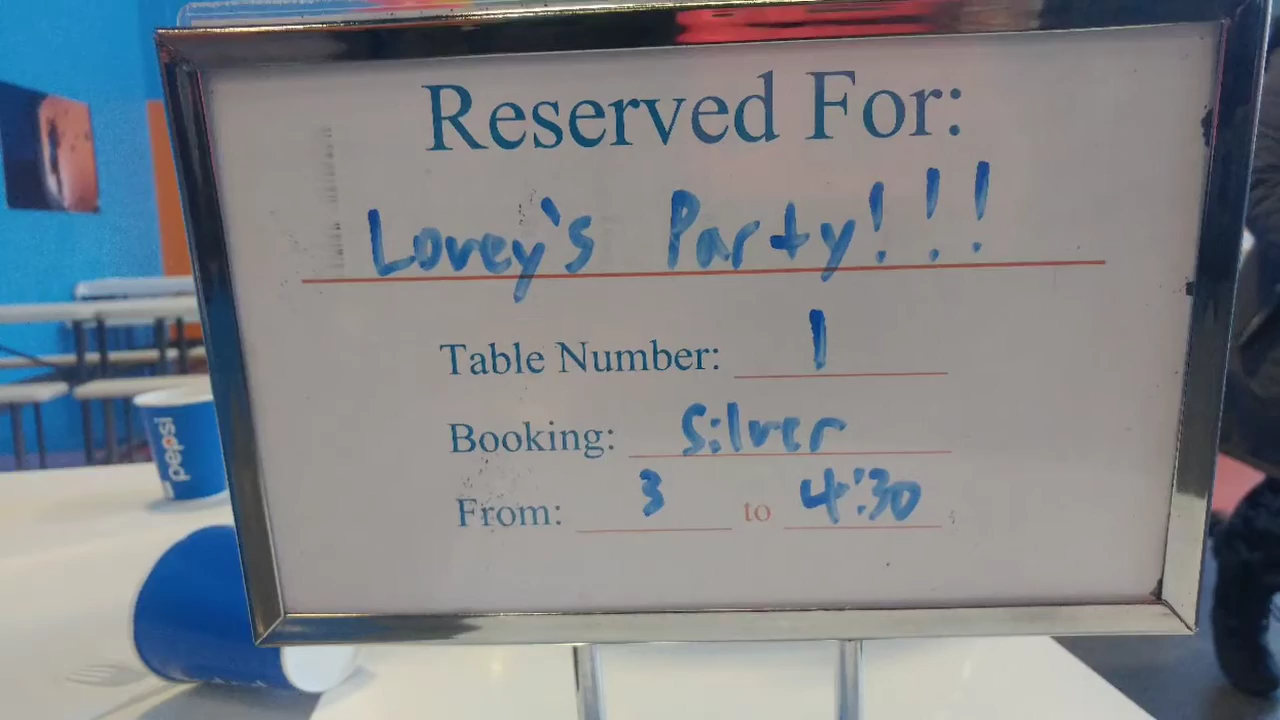 Reserved For:
Lovey's Party!!!
Table Number: 1
Booking: Silver
From: 3 to 4:30
pepsi